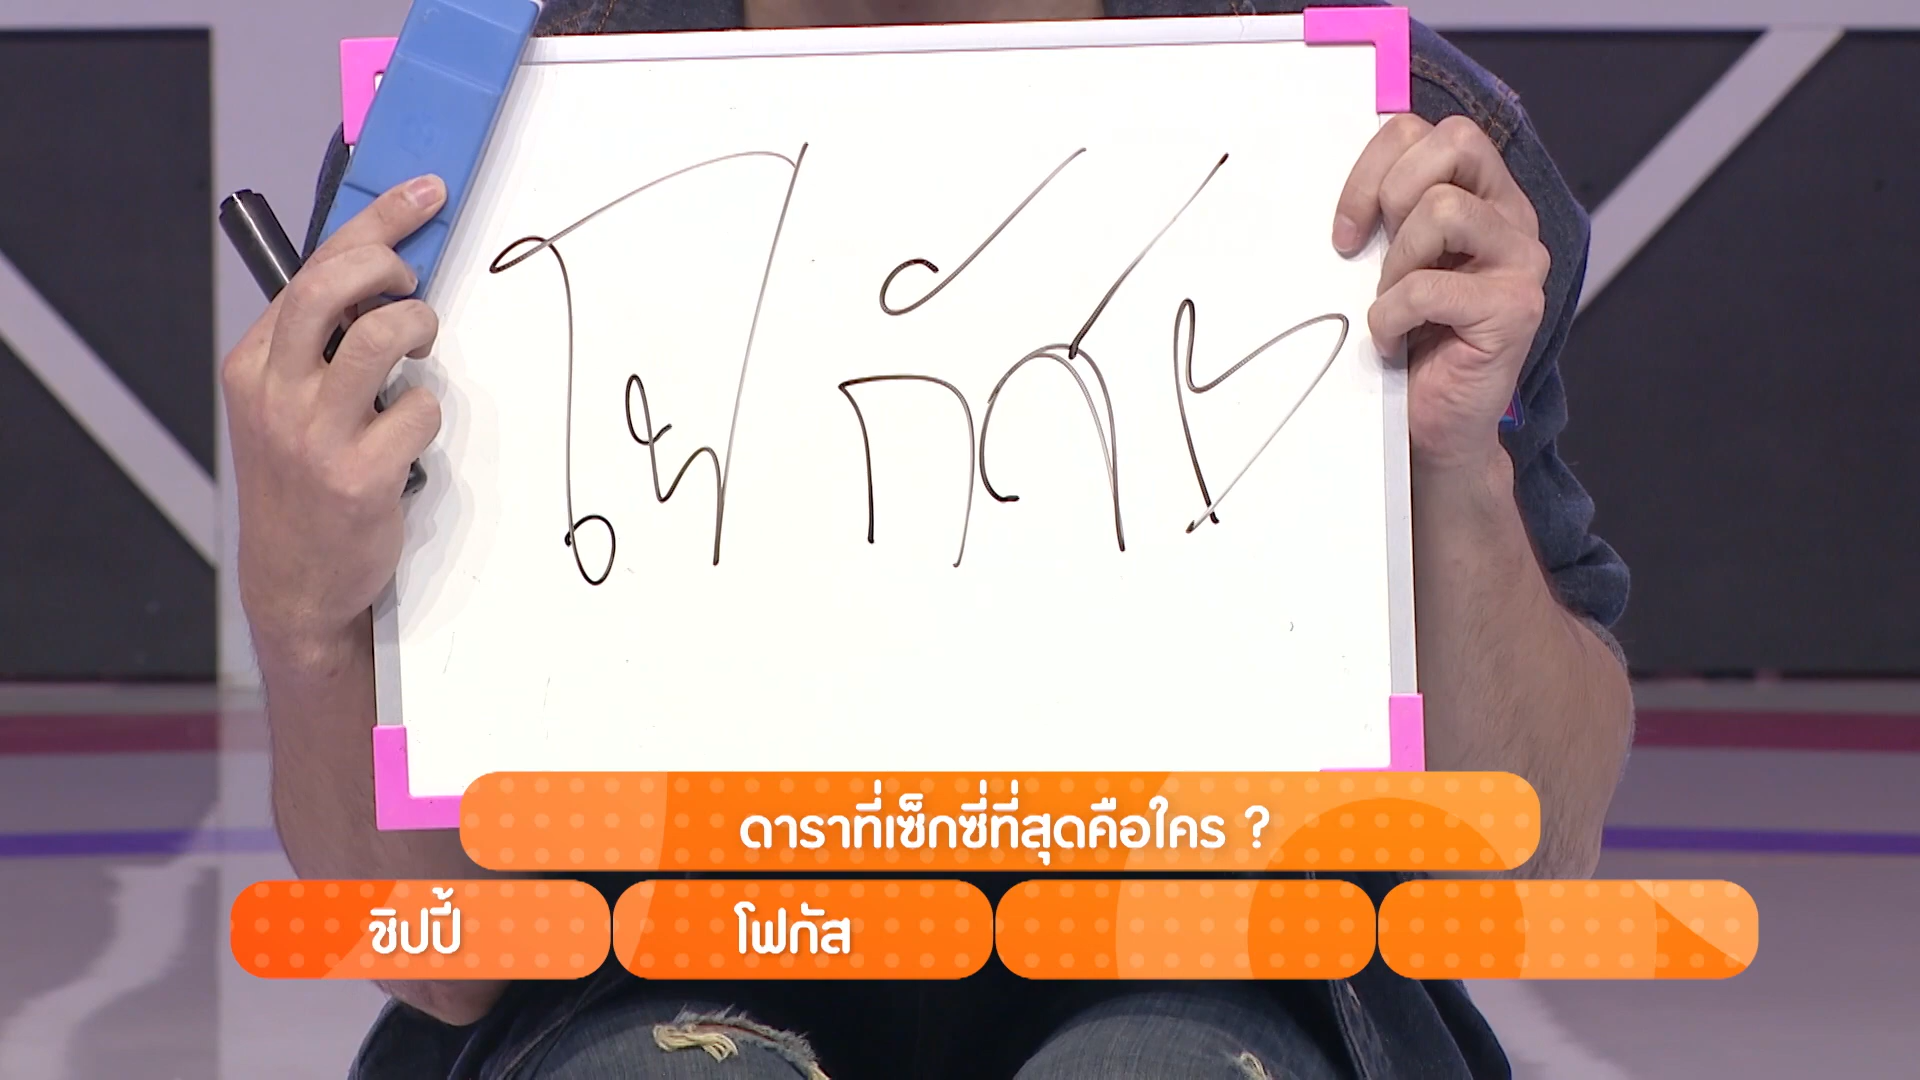 โฟกัส
ดาราที่เซ็กซี่ที่สุดคือใคร ?
ชิปปี้
โฟกัส